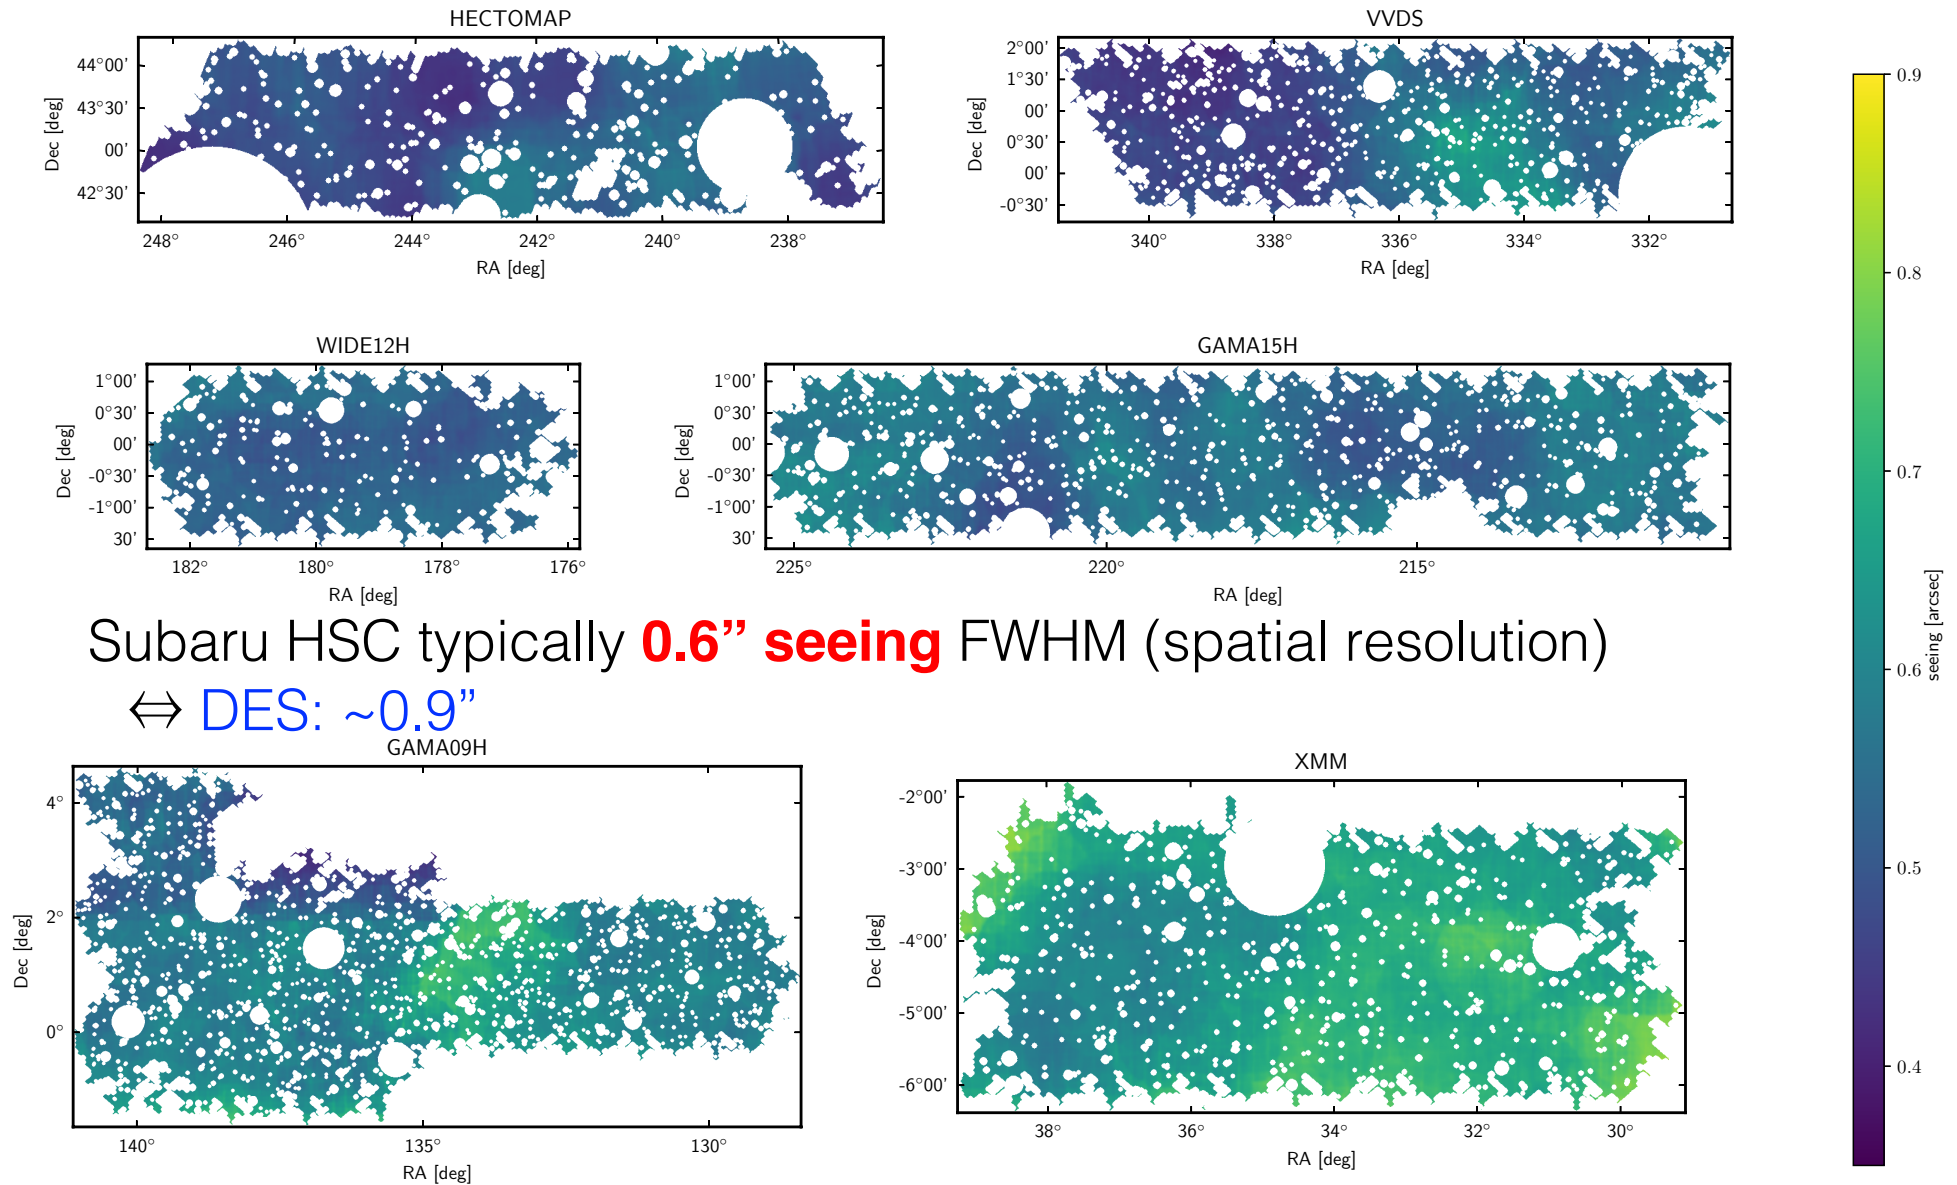 HECTOMAP
44°00'
43°30'
00'
42°30'
Dec [deg]
248° 246° 244° 242° 240° 238°
RA [deg]
VVDS
2°00'
1°30'
00'
0°30'
00'
-0°30'
Dec [deg]
340° 338° 336° 334° 332°
RA [deg]
WIDE12H
1°00'
0°30'
00'
-0°30'
-1°00'
30'
Dec [deg]
182° 180° 178° 176°
RA [deg]
GAMA15H
1°00'
0°30'
00'
-0°30'
-1°00'
30'
Dec [deg]
225° 220° 215°
RA [deg]
Subaru HSC typically 0.6” seeing FWHM (spatial resolution)
⇔ DES: ~0.9”
GAMA09H
4°
2°
0°
Dec [deg]
140° 135° 130°
RA [deg]
XMM
-2°00'
-3°00'
-4°00'
-5°00'
-6°00'
Dec [deg]
38° 36° 34° 32° 30°
RA [deg]
0.9
0.8
0.7
0.6
0.5
0.4
seeing [arcsec]